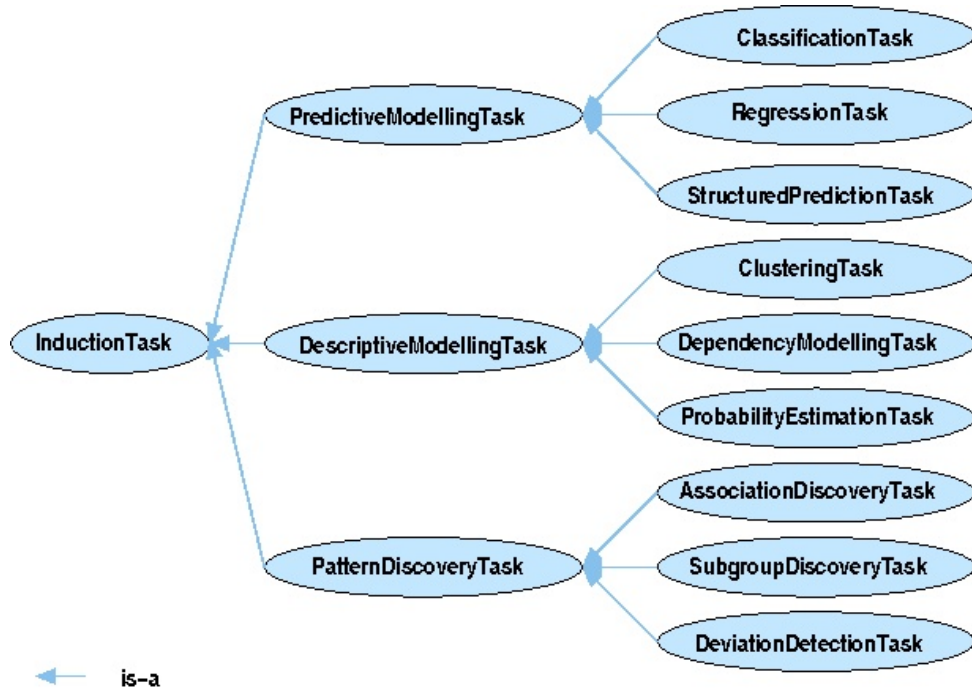 ClassificationTask
PredictiveModellingTask
RegressionTask
StructuredPredictionTask
ClusteringTask
InductionTask
DescriptiveModellingTask
DependencyModellingTask
ProbabilityEstimationTask
AssociationDiscoveryTask
PatternDiscoveryTask
SubgroupDiscoveryTask
DeviationDetectionTask
is-a